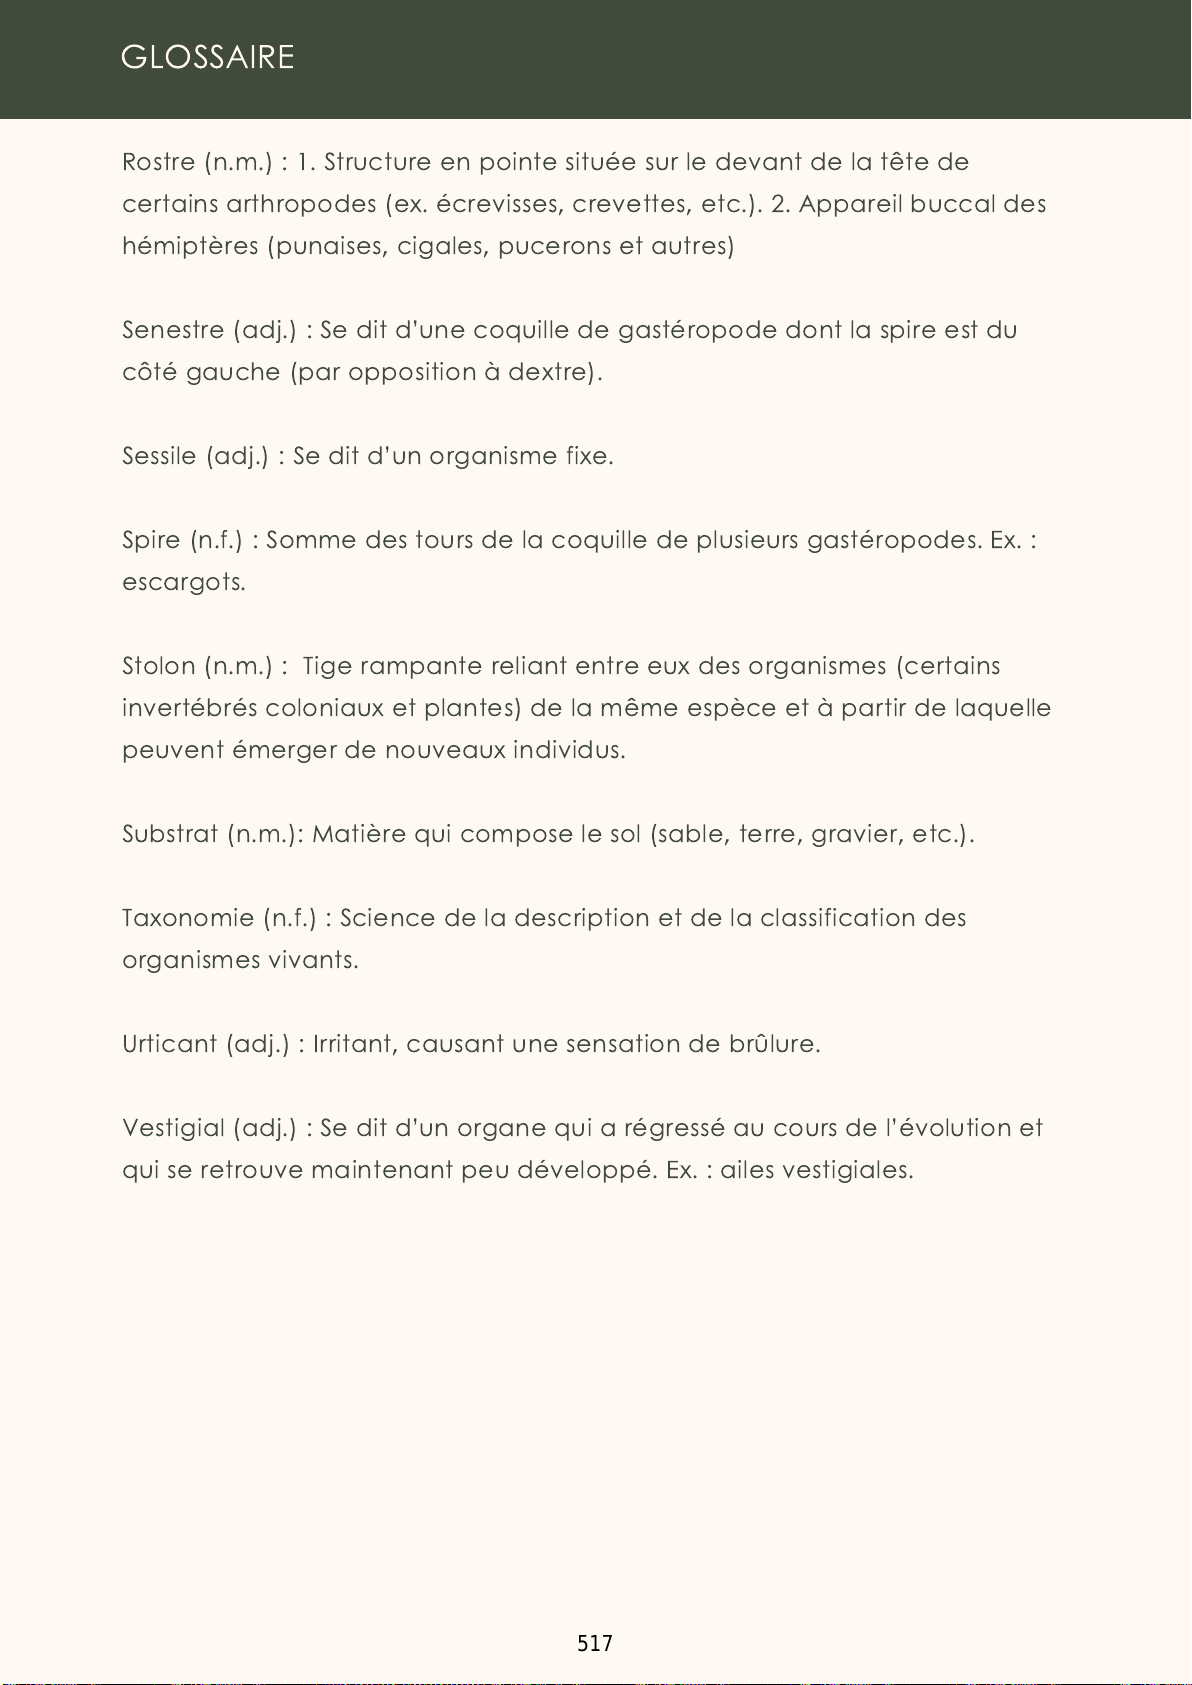 GLOSSAIRE
Rostre (n.m.) : 1. Structure en pointe située sur le devant de la tête de
certains arthropodes (ex. écrevisses, crevettes, etc.). 2. Appareil buccal des
hémiptères (punaises, cigales, pucerons et autres)
Senestre (adj.) : Se dit d'une coquille de gastéropode dont la spire est du
côté gauche (par opposition à dextre).
Sessile (adj.) : Se dit d'un organisme fixe.
Spire (n.f.) : Somme des tours de la coquille de plusieurs gastéropodes. Ex. :
escargots.
Stolon (n.m.) :  Tige rampante reliant entre eux des organismes (certains
invertébrés coloniaux et plantes) de la même espèce et à partir de laquelle
peuvent émerger de nouveaux individus.
Substrat (n.m.): Matière qui compose le sol (sable, terre, gravier, etc.).
Taxonomie (n.f.) : Science de la description et de la classification des
organismes vivants.
Urticant (adj.) : Irritant, causant une sensation de brûlure.
Vestigial (adj.) : Se dit d'un organe qui a régressé au cours de l'évolution et
qui se retrouve maintenant peu développé. Ex. : ailes vestigiales.
517